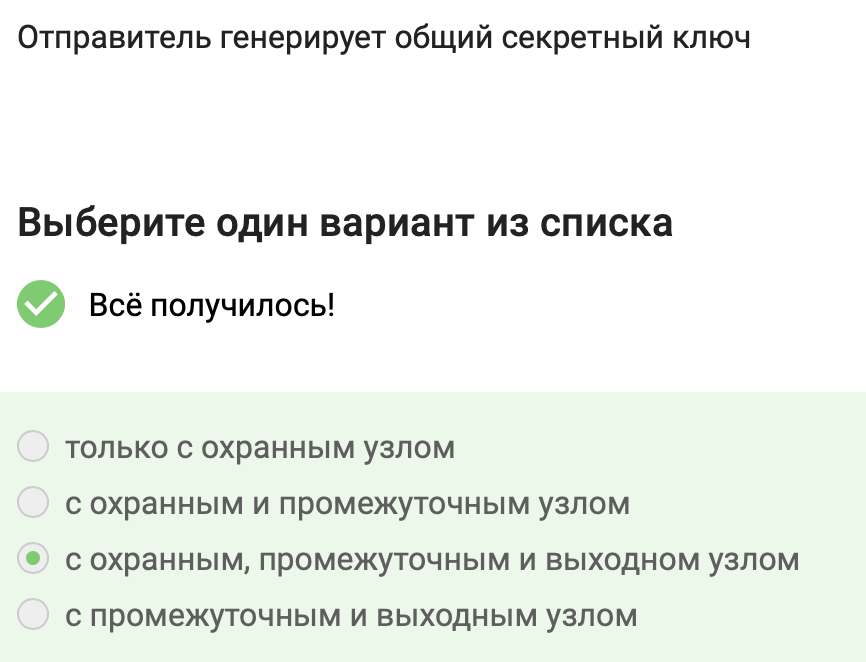 Отправитель генерирует общий секретный ключ
Выберите один вариант из списка
Всё получилось!
только с охранным узлом
с охранным и промежуточным узлом
с охранным, промежуточным и выходном узлом
с промежуточным и выходным узлом